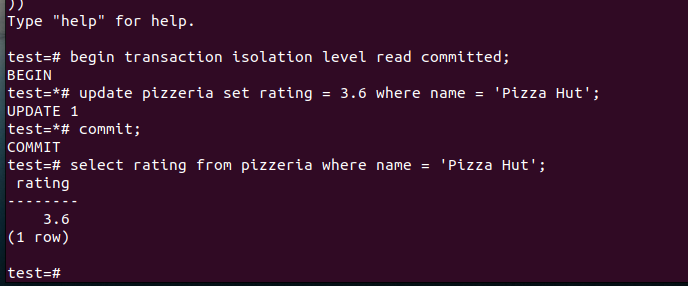 ))
Type "help" for help.
test=# begin transaction isolation level read committed;
BEGIN
test=*# update pizzeria set rating = 3.6 where name = 'Pizza Hut';
UPDATE 1
test=*# commit;
COMMIT
test=# select rating from pizzeria where name = 'Pizza Hut';
rating
--------
3.6
(1 row)
test=#